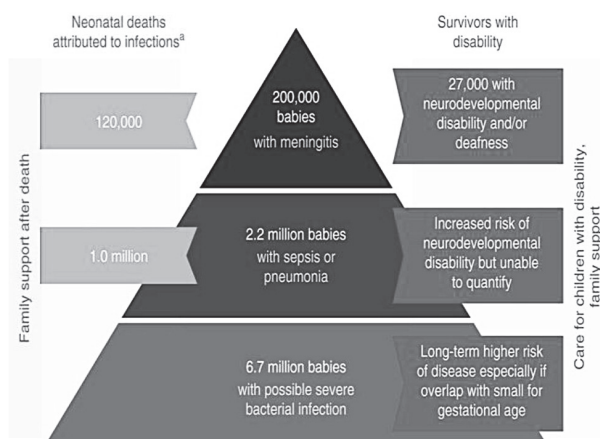 Neonatal deaths
attributed to infectionsª
Survivors with
disability
200,000
babies
with meningitis
120,000
27,000 with
neurodevelopmental
disability and/or
deafness
2.2 million babies
with sepsis or
pneumonia
1.0 million
Increased risk of
neurodevelopmental
disability but unable
to quantify
6.7 million babies
with possible severe
bacterial infection
Long-term higher risk
of disease especially if
overlap with small for
gestational age
Family support after death
Care for children with disability,
family support